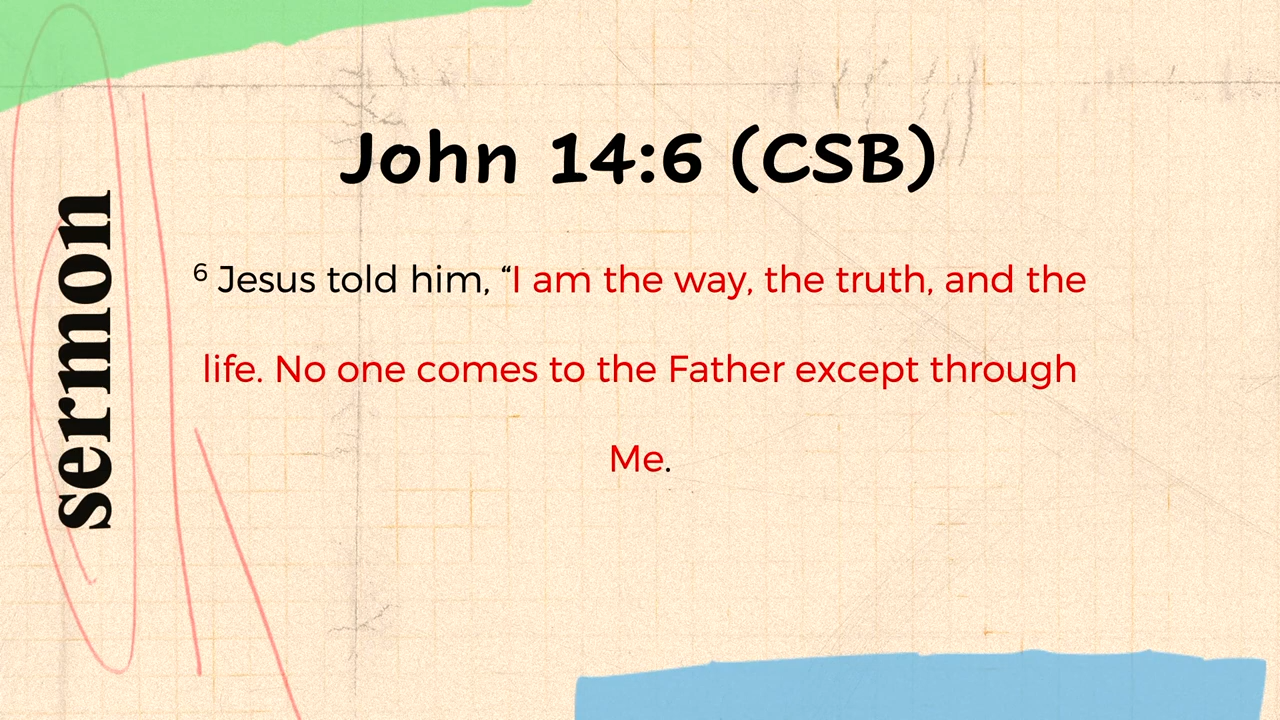 sermon
John 14:6 (CSB)
⁶ Jesus told him, “I am the way, the truth, and the
life. No one comes to the Father except through
Me.